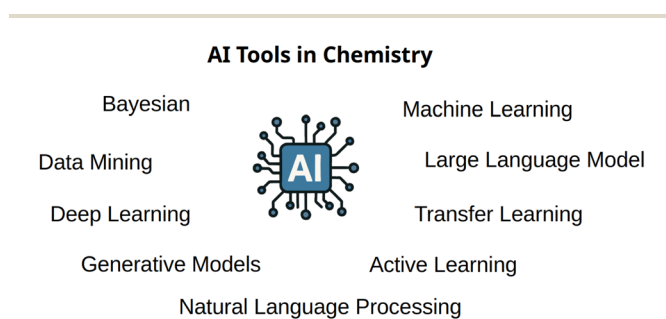 AI Tools in Chemistry
Bayesian
Machine Learning
Data Mining
AI
Large Language Model
Deep Learning
Transfer Learning
Generative Models
Active Learning
Natural Language Processing